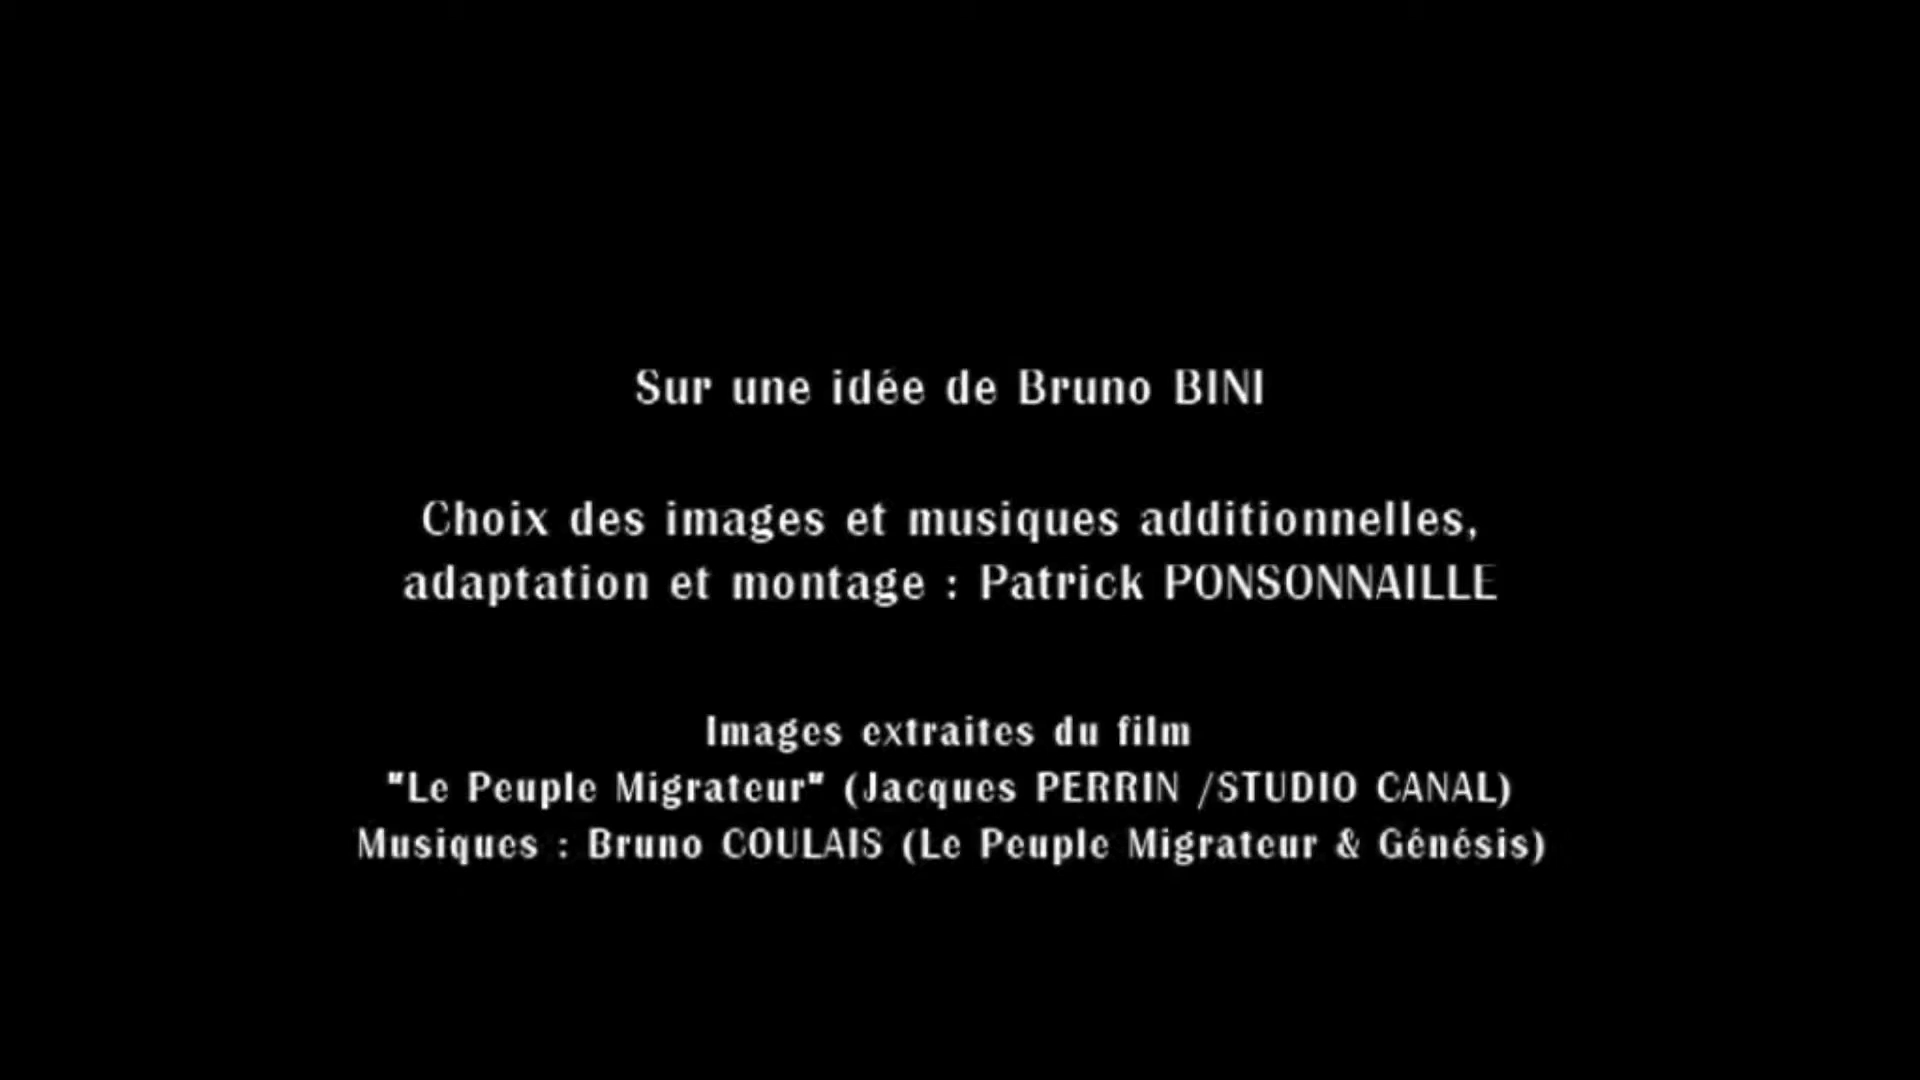 Sur une idée de Bruno BINI
Choix des images et musiques additionnelles,
adaptation et montage : Patrick PONSONNAILLE
Images extraites du film
"Le Peuple Migrateur" (Jacques PERRIN /STUDIO CANAL)
Musiques : Bruno COULAIS (Le Peuple Migrateur & Génésis)